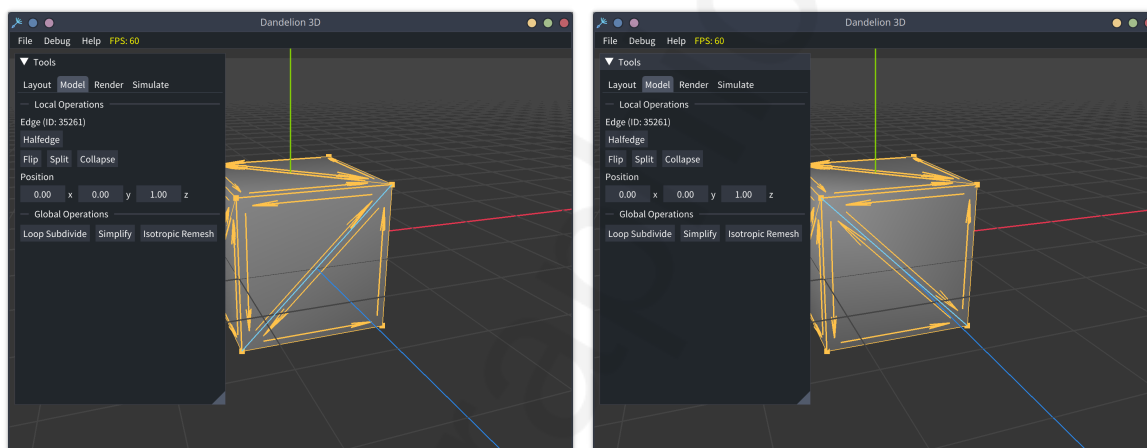 Dandelion 3D
File Debug Help FPS: 60
Tools
Layout Model Render Simulate
Local Operations
Edge (ID: 35261)
Halfedge
Flip Split Collapse
Position
0.00 x 0.00 y 1.00 z
Global Operations
Loop Subdivide Simplify Isotropic Remesh
Dandelion 3D
File Debug Help FPS: 60
Tools
Layout Model Render Simulate
Local Operations
Edge (ID: 35261)
Halfedge
Flip Split Collapse
Position
0.00 x 0.00 y 1.00 z
Global Operations
Loop Subdivide Simplify Isotropic Remesh